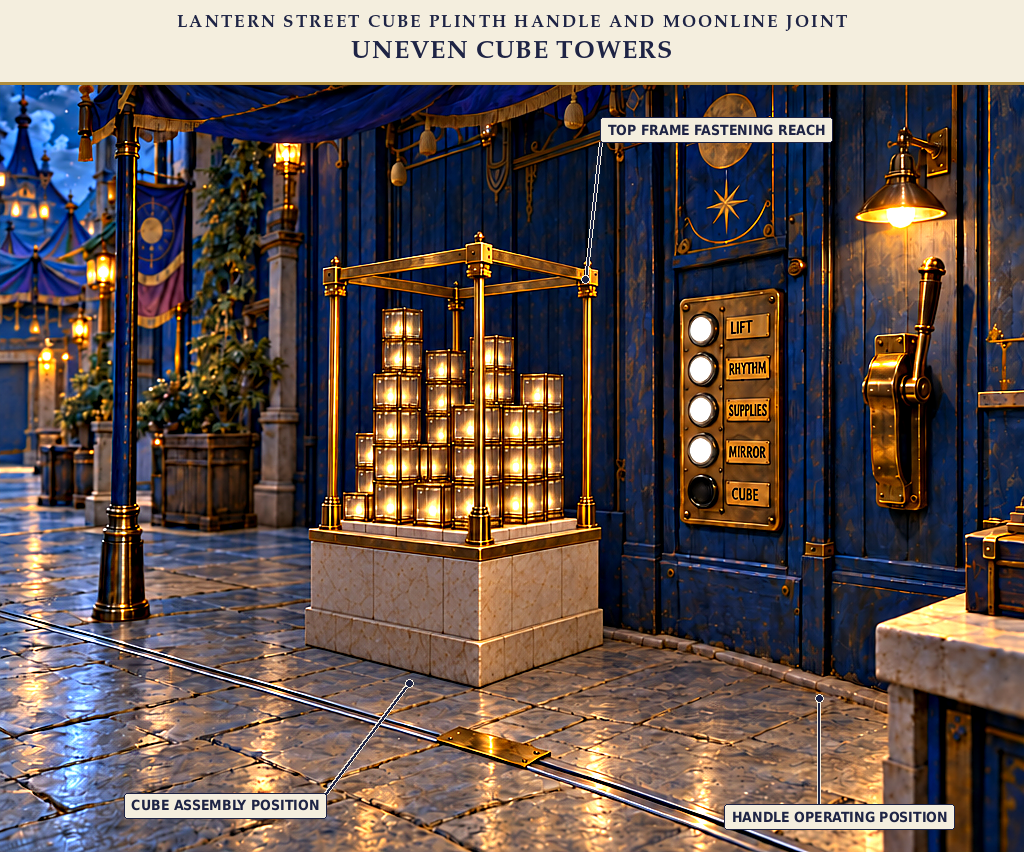 LANTERN STREET CUBE PLINTH HANDLE AND MOONLINE JOINT
UNEVEN CUBE TOWERS
TOP FRAME FASTENING REACH
LIFT
RHYTHM
SUPPLIES
MIRROR
CUBE
CUBE ASSEMBLY POSITION
HANDLE OPERATING POSITION